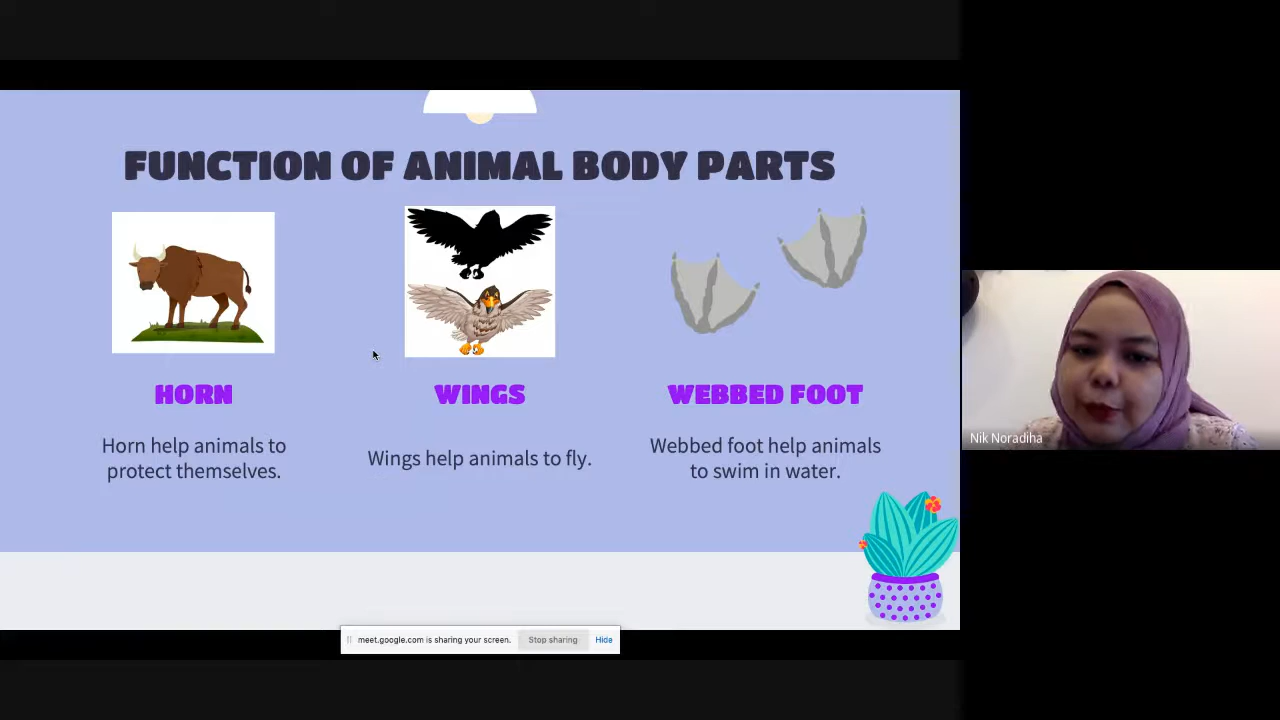 FUNCTION OF ANIMAL BODY PARTS
HORN
Horn help animals to
protect themselves.
WINGS
Wings help animals to fly.
WEBBED FOOT
Webbed foot help animals
to swim in water.
Nik Noradiha
meet.google.com is sharing your screen.
Stop sharing
Hide